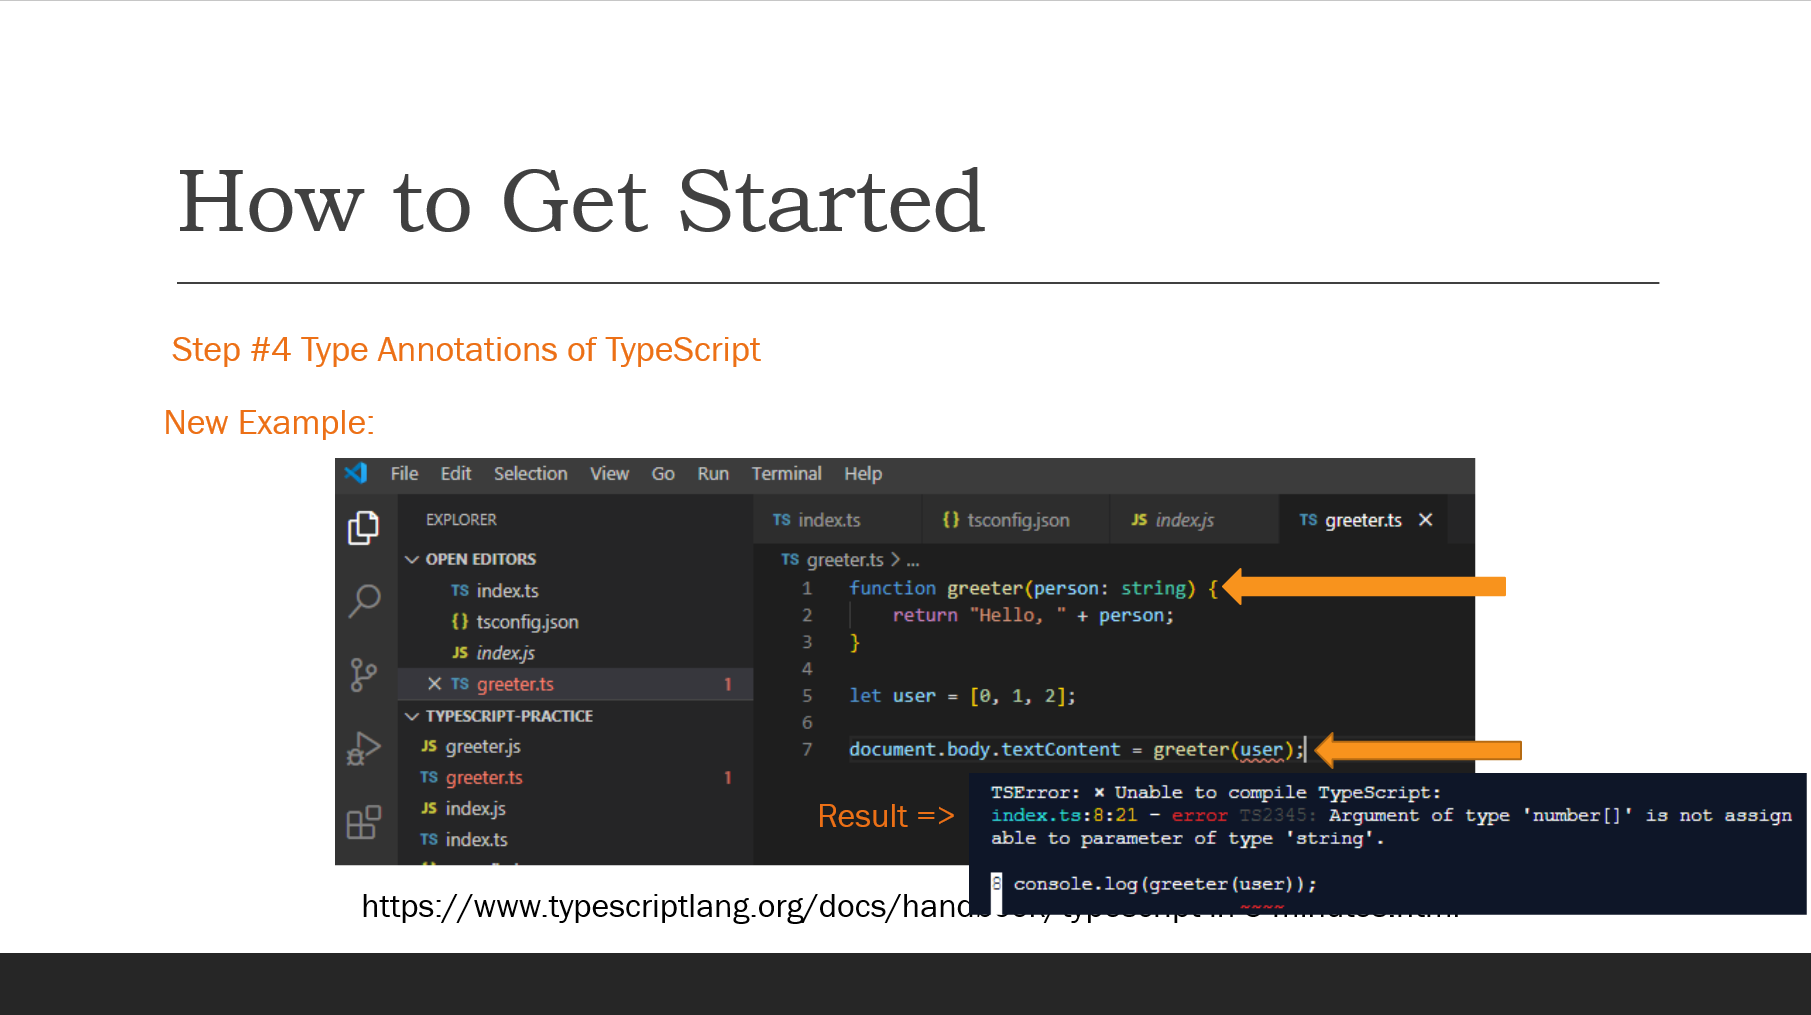 How to Get Started
Step #4 Type Annotations of TypeScript
New Example:
File Edit Selection View Go Run Terminal Help
EXPLORER
OPEN EDITORS
TS index.ts
{} tsconfig.json
JS index.js
TS greeter.ts 1
TYPESCRIPT-PRACTICE
JS greeter.js
TS greeter.ts 1
JS index.js
TS index.ts
TS index.ts {} tsconfig.json JS index.js TS greeter.ts
TS greeter.ts > ...
1 function greeter(person: string) {
2 return "Hello, " + person;
3 }
4
5 let user = [0, 1, 2];
6
7 document.body.textContent = greeter(user);
Result =>
TSError: ⨯ Unable to compile TypeScript:
index.ts:8:21 - error TS2345: Argument of type 'number[]' is not assign
able to parameter of type 'string'.
8 console.log(greeter(user));
~~~~
https://www.typescriptlang.org/docs/hand